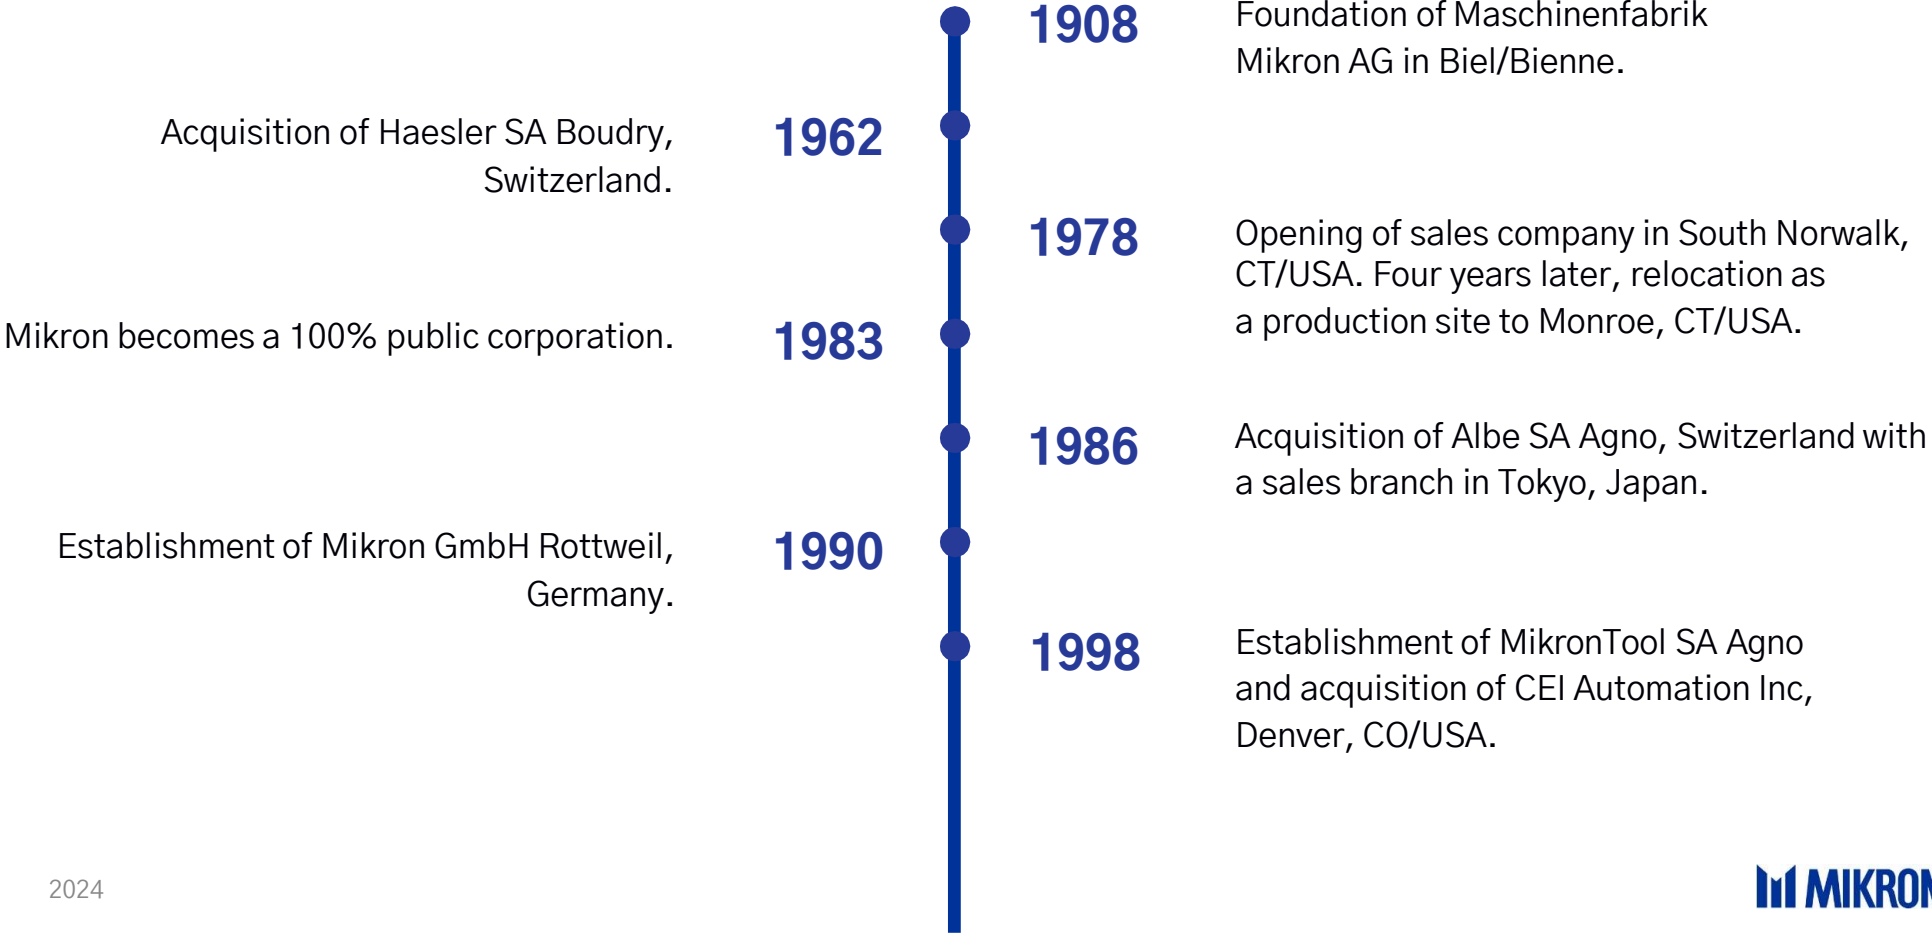 1908
Foundation of Maschinenfabrik
Mikron AG in Biel/Bienne.
Acquisition of Haesler SA Boudry,
Switzerland.
1962
1978
Opening of sales company in South Norwalk,
CT/USA. Four years later, relocation as
a production site to Monroe, CT/USA.
Mikron becomes a 100% public corporation.
1983
1986
Acquisition of Albe SA Agno, Switzerland with
a sales branch in Tokyo, Japan.
Establishment of Mikron GmbH Rottweil,
Germany.
1990
1998
Establishment of MikronTool SA Agno
and acquisition of CEI Automation Inc,
Denver, CO/USA.
2024
MIKRON